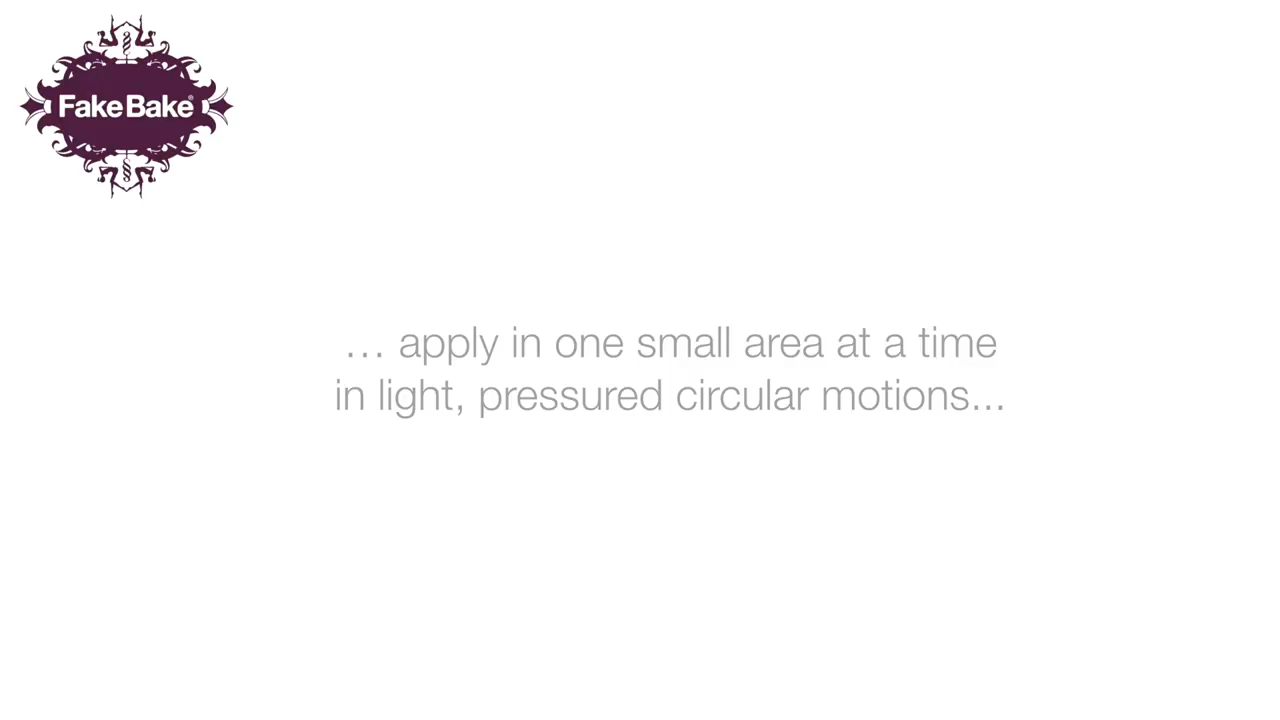 FakeBake®
... apply in one small area at a time
in light, pressured circular motions...